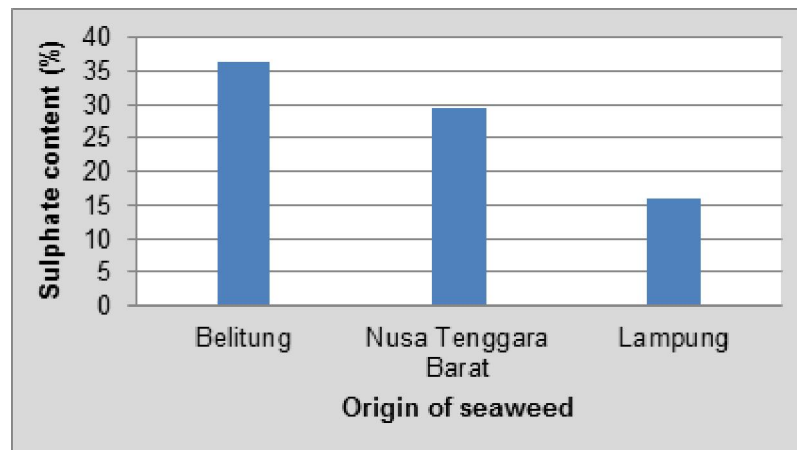 Sulphate content (%)
40
35
30
25
20
15
10
5
0
Belitung
Nusa Tenggara
Barat
Lampung
Origin of seaweed